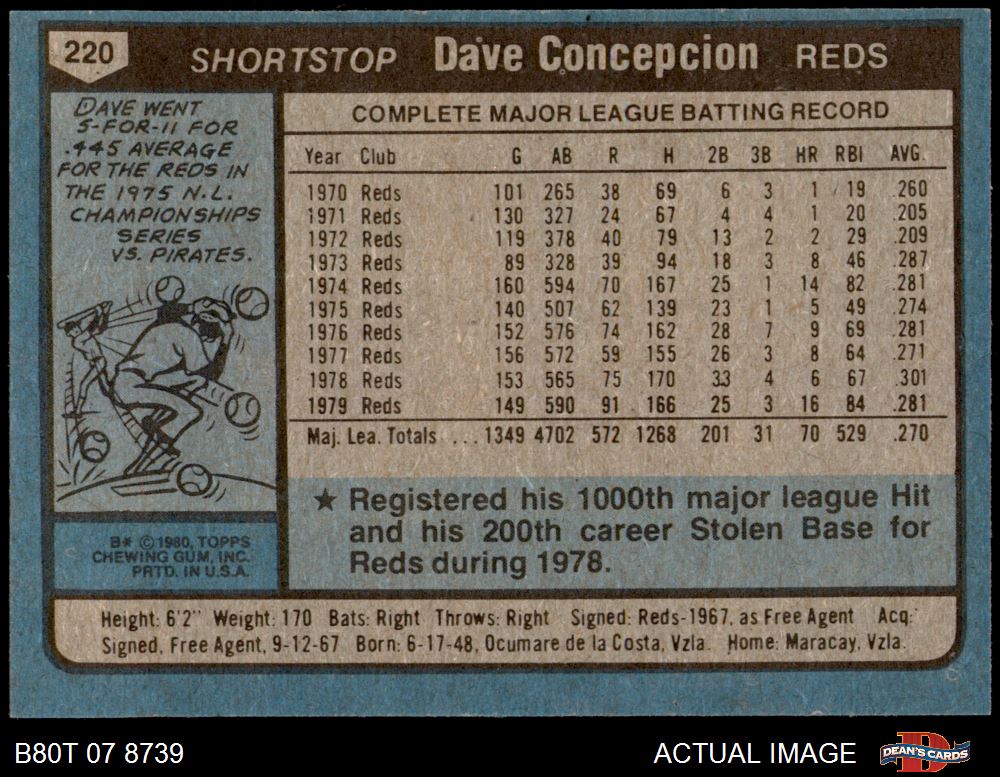 220 SHORTSTOP Dave Concepcion REDS
DAVE WENT
5-FOR-11 FOR
.445 AVERAGE
FOR THE REDS IN
THE 1975 N.L.
CHAMPIONSHIPS
SERIES
VS. PIRATES.
B* ©1980, TOPPS
CHEWING GUM, INC.
PRTD. IN U.S.A.
COMPLETE MAJOR LEAGUE BATTING RECORD
Year Club G AB R H 2B 3B HR RBI AVG.
1970 Reds 101 265 38 69 6 3 1 19 .260
1971 Reds 130 327 24 67 4 4 1 20 .205
1972 Reds 119 378 40 79 13 2 2 29 .209
1973 Reds 89 328 39 94 18 3 8 46 .287
1974 Reds 160 594 70 167 25 1 14 82 .281
1975 Reds 140 507 62 139 23 1 5 49 .274
1976 Reds 152 576 74 162 28 7 9 69 .281
1977 Reds 156 572 59 155 26 3 8 64 .271
1978 Reds 153 565 75 170 33 4 6 67 .301
1979 Reds 149 590 91 166 25 3 16 84 .281
Maj. Lea. Totals ... 1349 4702 572 1268 201 31 70 529 .270
★ Registered his 1000th major league Hit
and his 200th career Stolen Base for
Reds during 1978.
Height: 6'2" Weight: 170 Bats: Right Throws: Right Signed: Reds-1967, as Free Agent Acq:
Signed, Free Agent, 9-12-67 Born: 6-17-48, Ocumare de la Costa, Vzla. Home: Maracay, Vzla.
B80T 07 8739 ACTUAL IMAGE DEAN'S CARDS